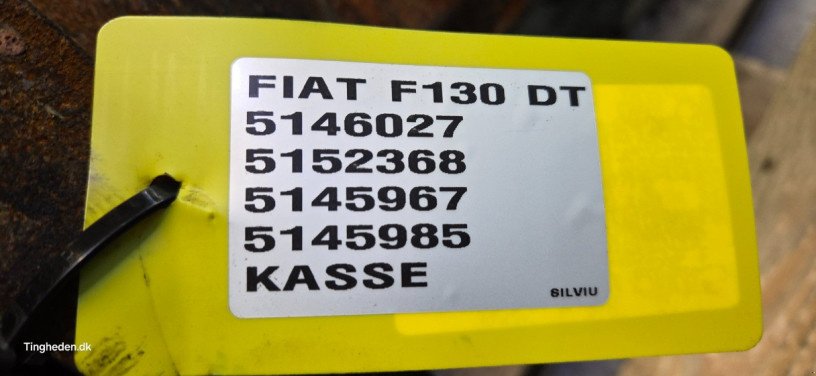 FIAT F130 DT
5146027
5152368
5145967
5145985
KASSE
SILVIU
Tingheden.dk